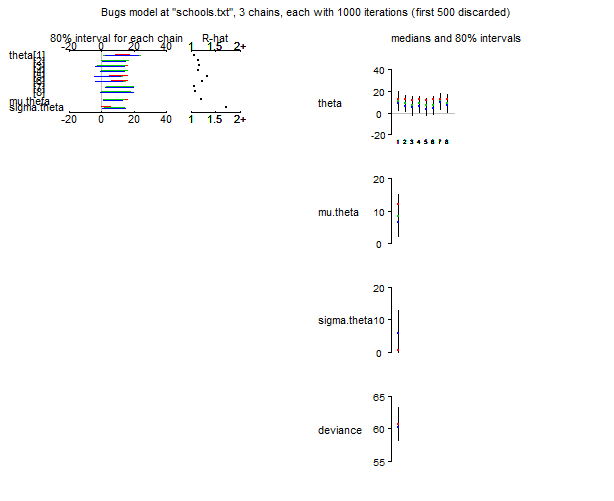 Bugs model at "schools.txt", 3 chains, each with 1000 iterations (first 500 discarded)
80% interval for each chain R-hat
-20 0 20 40 1 1.5 2+
theta[1]
[2]
[3]
[4]
[5]
[6]
[7]
[8]
mu.theta
sigma.theta
-20 0 20 40 1 1.5 2+
medians and 80% intervals
theta
40
20
0
-20
1 2 3 4 5 6 7 8
mu.theta
20
10
0
sigma.theta
20
10
0
deviance
65
60
55